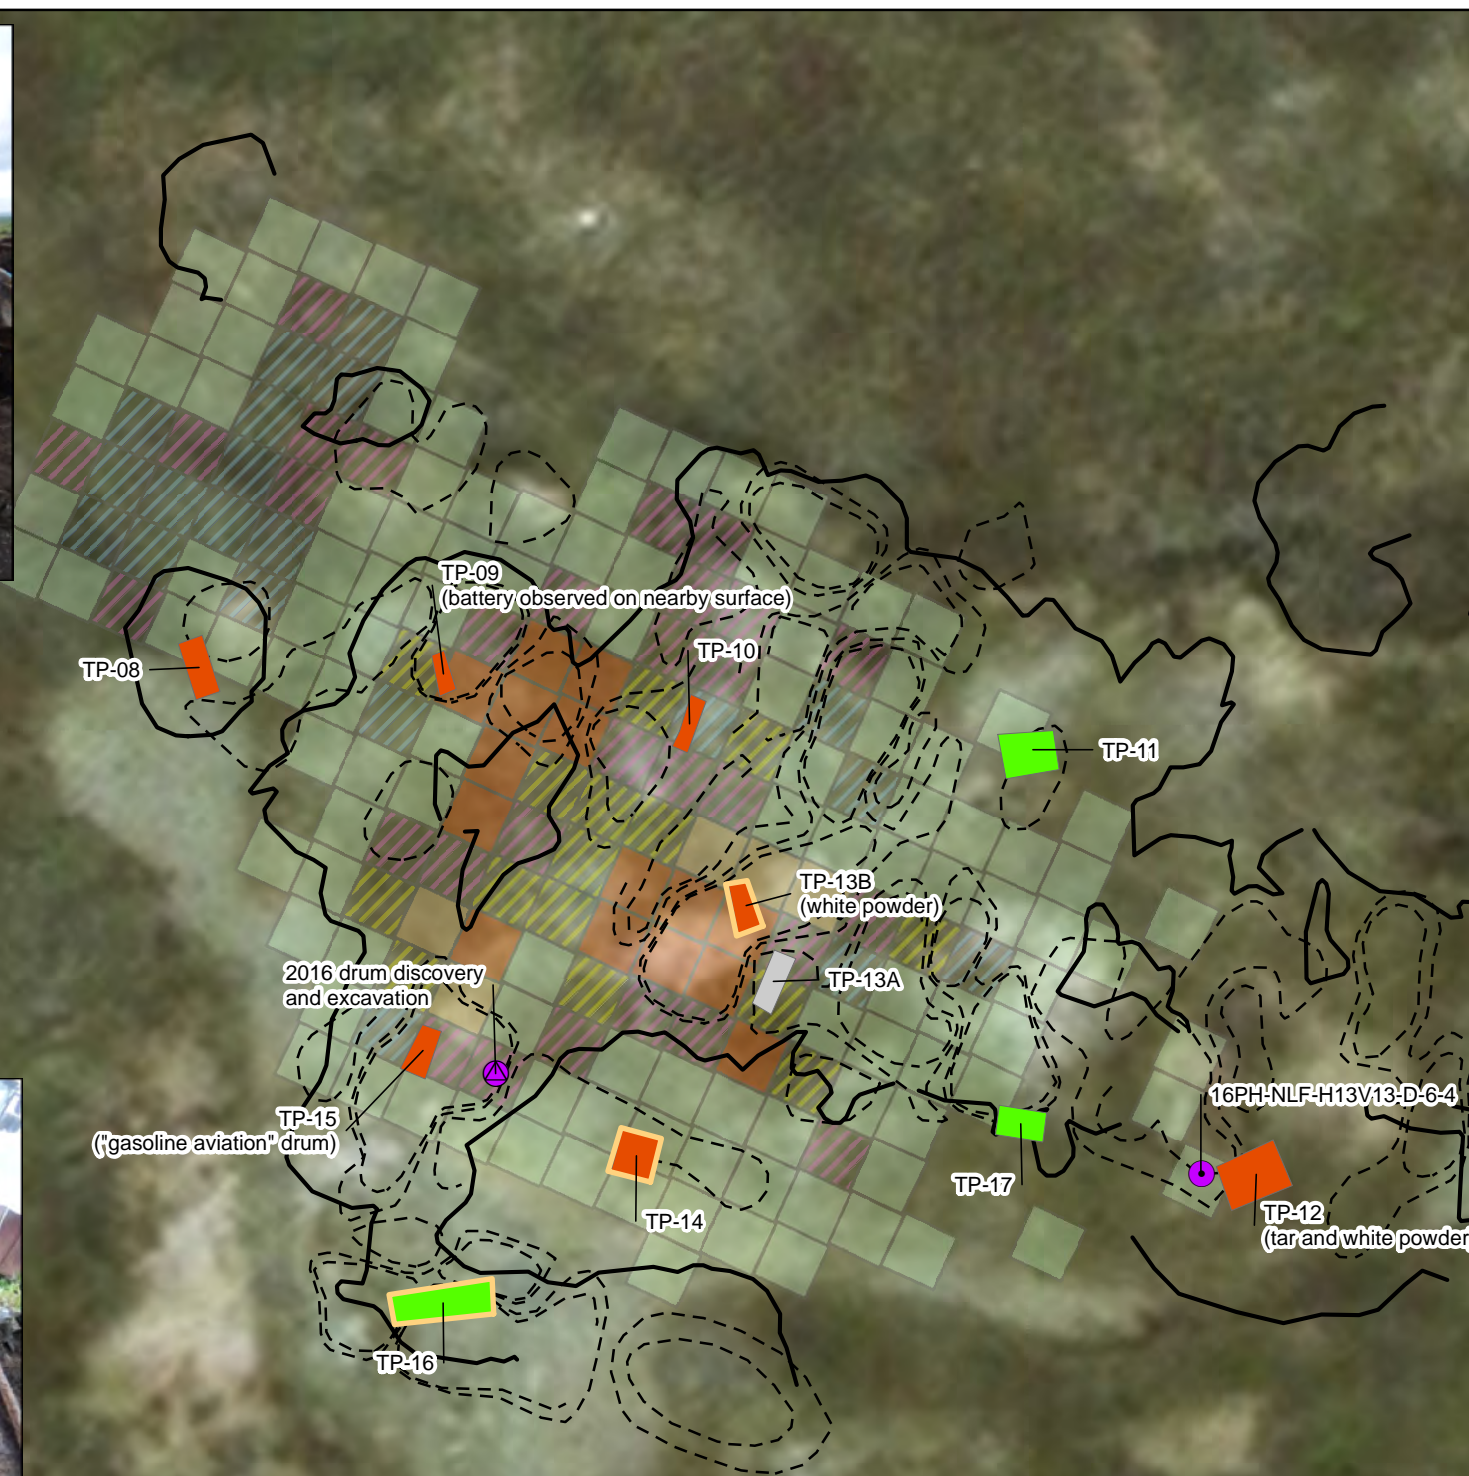 TP-09
(battery observed on nearby surface)
TP-08
TP-10
TP-11
TP-13B
(white powder)
TP-13A
2016 drum discovery
and excavation
TP-15
("gasoline aviation" drum)
16PH-NLF-H13V13-D-6-4
TP-17
TP-12
(tar and white powder
TP-14
TP-16